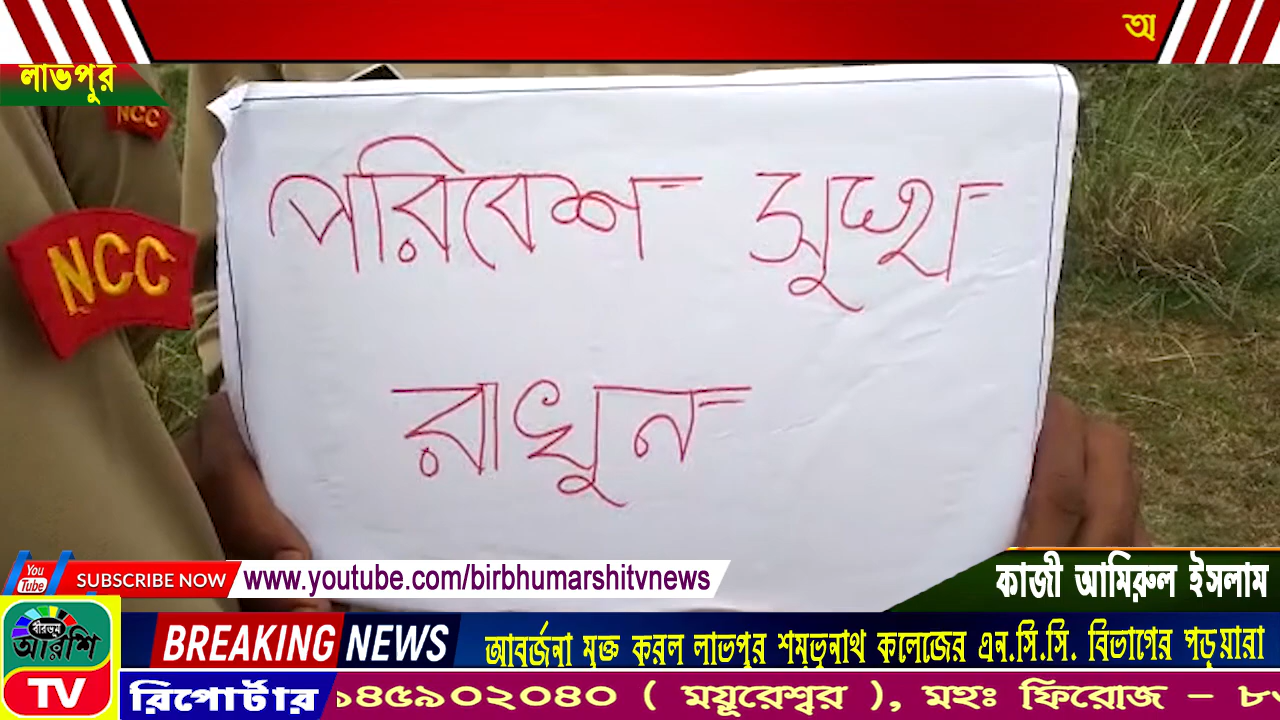 অ
লাভপুর
NCC
NCC
পরিবেশ সুস্থ
রাখুন
You
Tube
SUBSCRIBE NOW
www.youtube.com/birbhumarshitvnews
কাজী আমিরুল ইসলাম
বীরভূম
আরশি
TV
BREAKING NEWS
আবর্জনা মুক্ত করল লাভপুর শম্ভুনাথ কলেজের এন.সি.সি. বিভাগের পড়ুয়ারা
রিপোর্টার
৯৪৫৯০২০৪০ ( ময়ূরেশ্বর ), মহঃ ফিরোজ – ৮